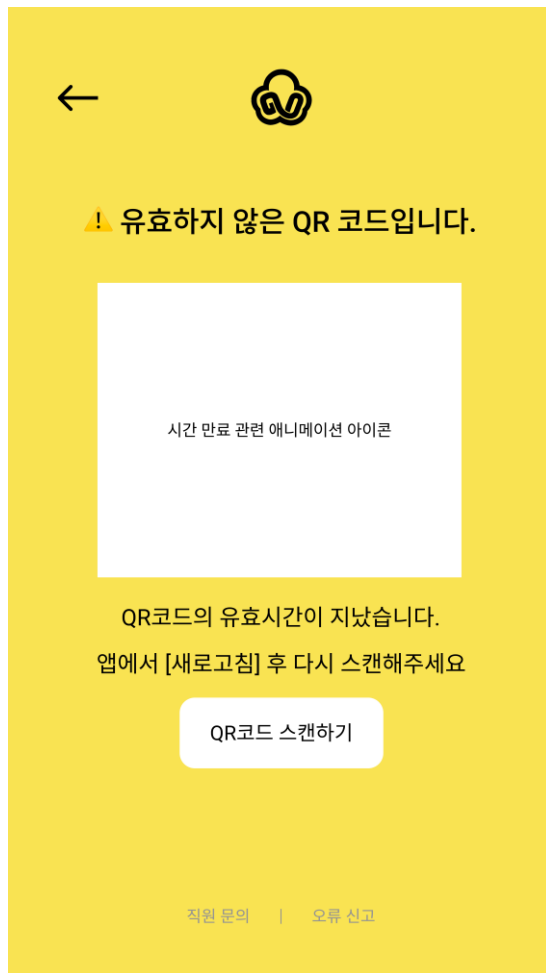 ⚠ 유효하지 않은 QR 코드입니다.
시간 만료 관련 애니메이션 아이콘
QR코드의 유효시간이 지났습니다.
앱에서 [새로고침] 후 다시 스캔해주세요
QR코드 스캔하기
직원 문의 | 오류 신고